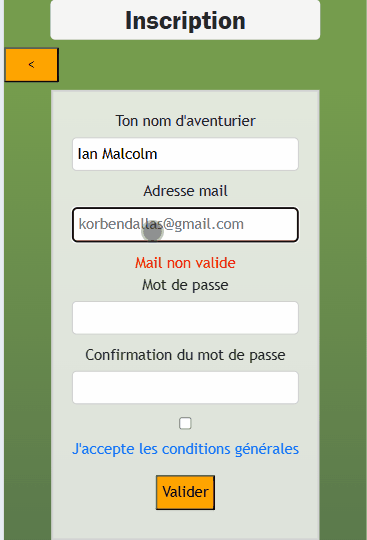 Inscription
<
Ton nom d'aventurier
Ian Malcolm
Adresse mail
korbendallas@gmail.com
Mail non valide
Mot de passe
Confirmation du mot de passe
J'accepte les conditions générales
Valider